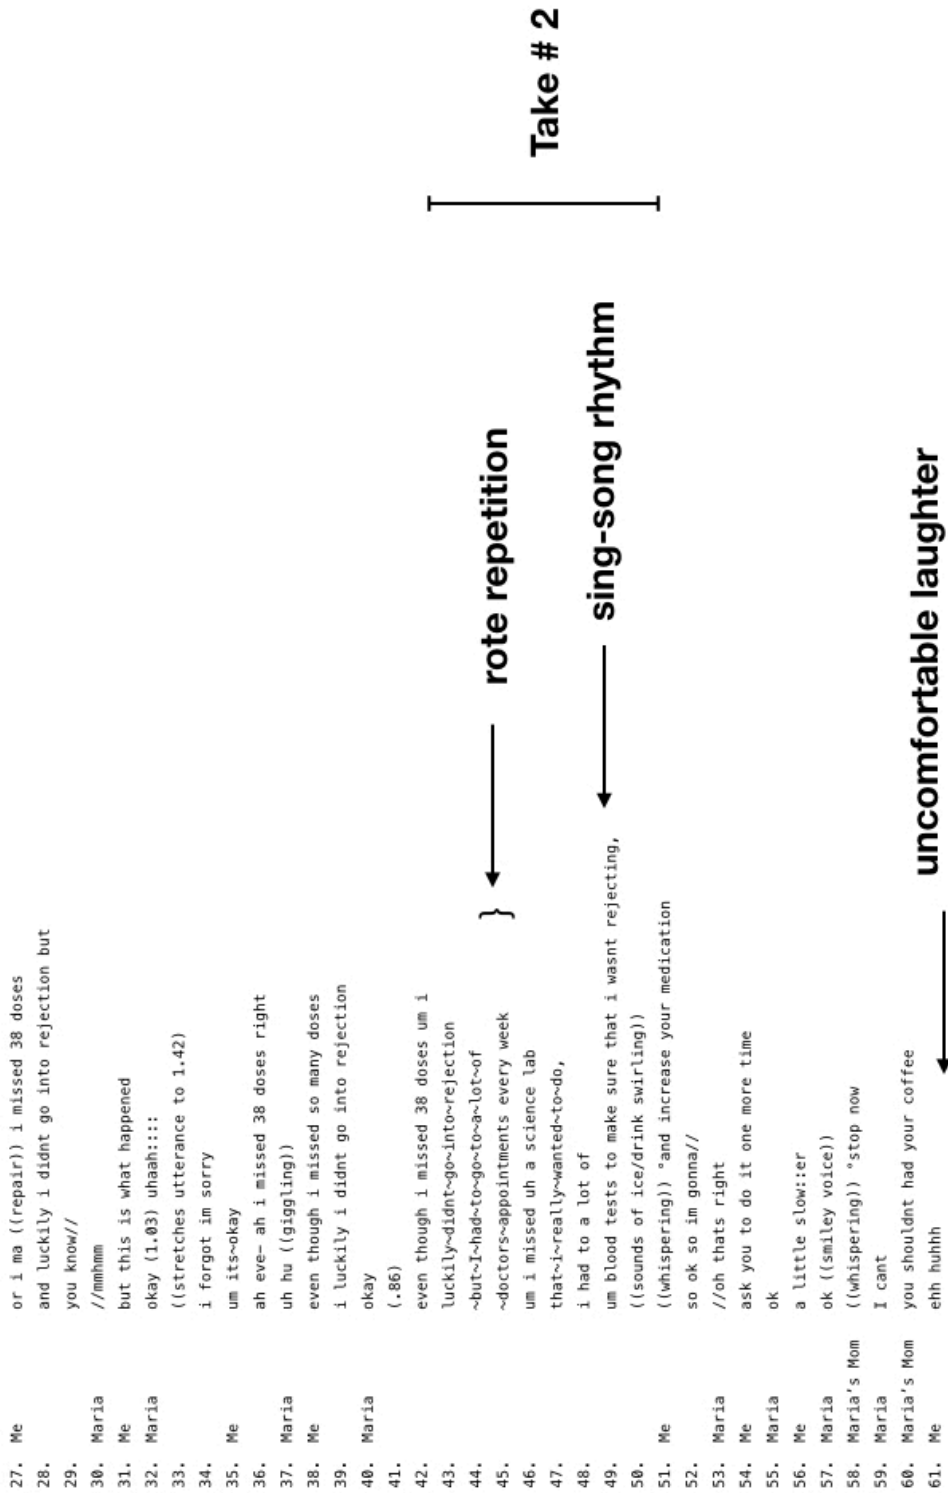 27. Me or i ma ((repair)) i missed 38 doses
28. and luckily i didnt go into rejection but
29. you know//
30. Maria //mmhmm
31. Me but this is what happened
32. Maria okay (1.03) uhaah::::
33. ((stretches utterance to 1.42)
34. i forgot im sorry
35. Me um its~okay
36. ah eve– ah i missed 38 doses right
37. Maria uh hu ((giggling))
38. Me even though i missed so many doses
39. i luckily i didnt go into rejection
40. Maria okay
41. (.86)
42. even though i missed 38 doses um i
43. luckily~didnt~go~into~rejection
44. ~but~I~had~to~go~to~a~lot~of
45. ~doctors~appointments every week
} rote repetition
46. um i missed uh a science lab
47. that~i~really~wanted~to~do,
48. i had to a lot of
49. um blood tests to make sure that i wasnt rejecting,
sing-song rhythm
50. ((sounds of ice/drink swirling))
51. Me ((whispering)) °and increase your medication
Take # 2
52. so ok so im gonna//
53. Maria //oh thats right
54. Me ask you to do it one more time
55. Maria ok
56. Me a little slow::er
57. Maria ok ((smiley voice))
58. Maria's Mom ((whispering)) °stop now
59. Maria I cant
60. Maria's Mom you shouldnt had your coffee
61. Me ehh huhhh
uncomfortable laughter